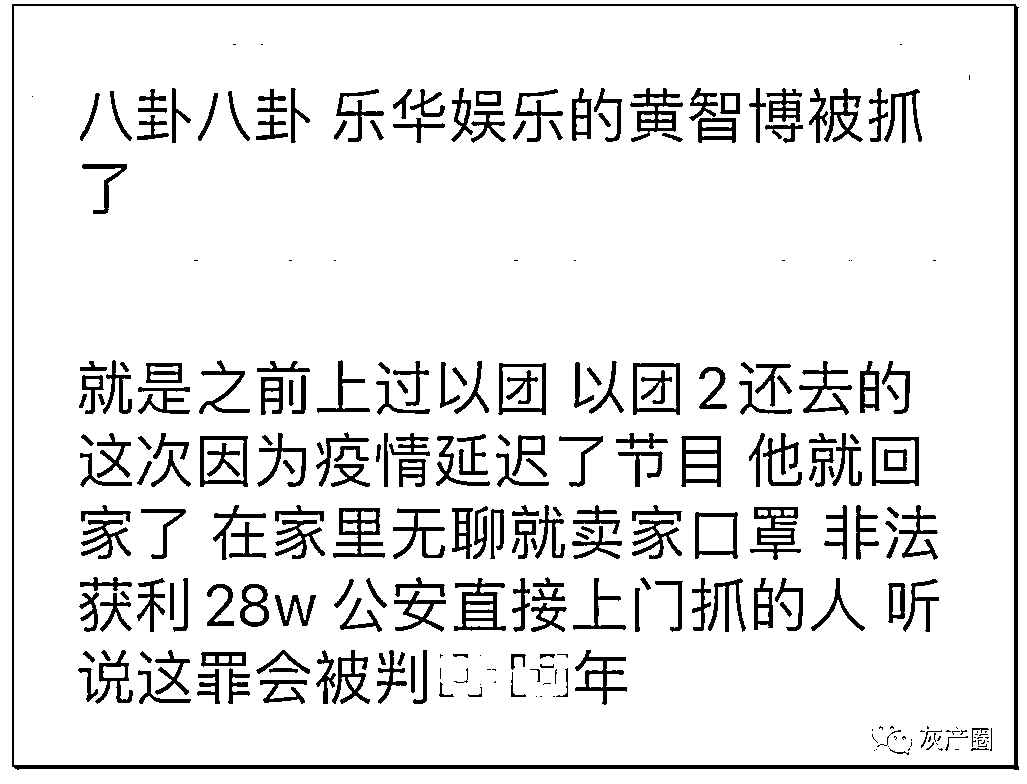 八卦八卦 乐华娱乐的黄智博被抓
了
就是之前上过以团 以团2还去的
这次因为疫情延迟了节目 他就回
家了 在家里无聊就卖家口罩 非法
获利28w 公安直接上门抓的人 听
说这罪会被判 年
灰产圈